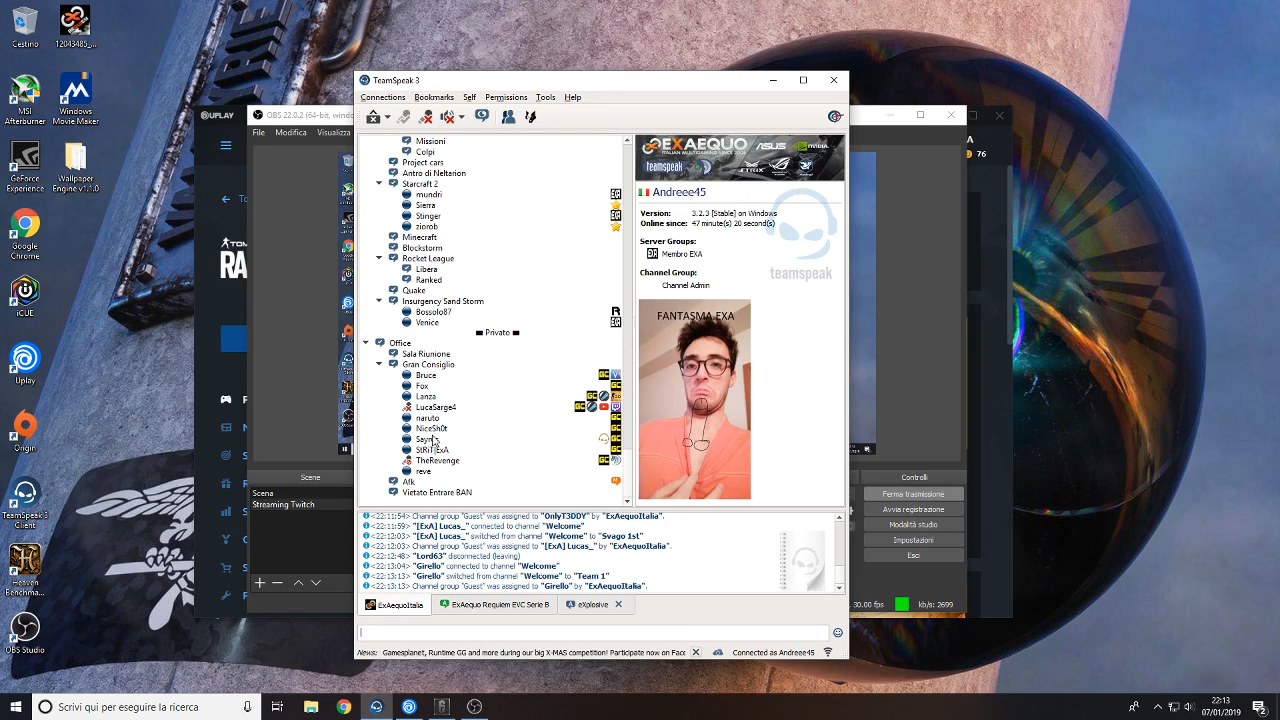 Cestino
12043485_...
MSI
Afterburner
Windows
Movie Maker
GeForce
Experience
Wallpaper
Engine_v1.0...
Google
Chrome
iCUE
Uplay
Origin
TeamSpeak 3
Client
Heaven
Benchma...
OBS Studio
UPLAY
OBS 22.0.2 (64-bit, windo
File
Modifica
Visualizza
76
TeamSpeak 3
Connections
Bookmarks
Self
Permissions
Tools
Help
Missioni
Colpi
Project cars
Antro di Neltarion
Starcraft 2
mundri
Sierra
Stinger
ziorob
Minecraft
Blockstorm
Rocket League
Libera
Ranked
Quake
Insurgency Sand Storm
Bossolo87
Venice
Privato
Office
Sala Riunione
Gran Consiglio
Bruce
Fox
Lanza
LucaSarge4
naruto
NiceSh0t
TheRevenge
reve
Afk
Vietato Entrare BAN
EXAEQUO
ITALIAN MULTIGAMING SINCE
ASUS
NVIDIA
teamspeak
STRIX
Andreee45
Version: 3.2.3 [Stable] on Windows
Online since: 47 minute(s) 20 second(s)
Server Groups:
Membro EXA
Channel Group:
Channel Admin
teamspeak
FANTASMA EXA
<22:11:54> Channel group "Guest" was assigned to "OnlyT3DDY" by "ExAequoItalia".
<22:11:59> "[ExA] Lucas_" connected to channel "Welcome"
<22:12:03> "[ExA] Lucas_" switched from channel "Welcome" to "Svago 1st"
<22:12:03> Channel group "Guest" was assigned to "[ExA] Lucas_" by "ExAequoItalia".
<22:12:48> "Lord63" disconnected (leaving)
<22:13:04> "Girello" connected to channel "Welcome"
<22:13:13> "Girello" switched from channel "Welcome" to "Team 1"
<22:13:13> Channel group "Guest" was assigned to "Girello" by "ExAequoItalia".
ExAequoItalia
ExAequo Requiem EVC Serie B
eXplosive
News: Gamesplanet, Runtime GG and more during our big X-MAS competition! Participate now on Face
Connected as Andreee45
Scene
Scena
Streaming Twitch
Controlli
Ferma trasmissione
Avvia registrazione
Modalità studio
Impostazioni
Esci
30.00 fps
kb/s: 2699
Scrivi qui per eseguire la ricerca
22:13
07/01/2019